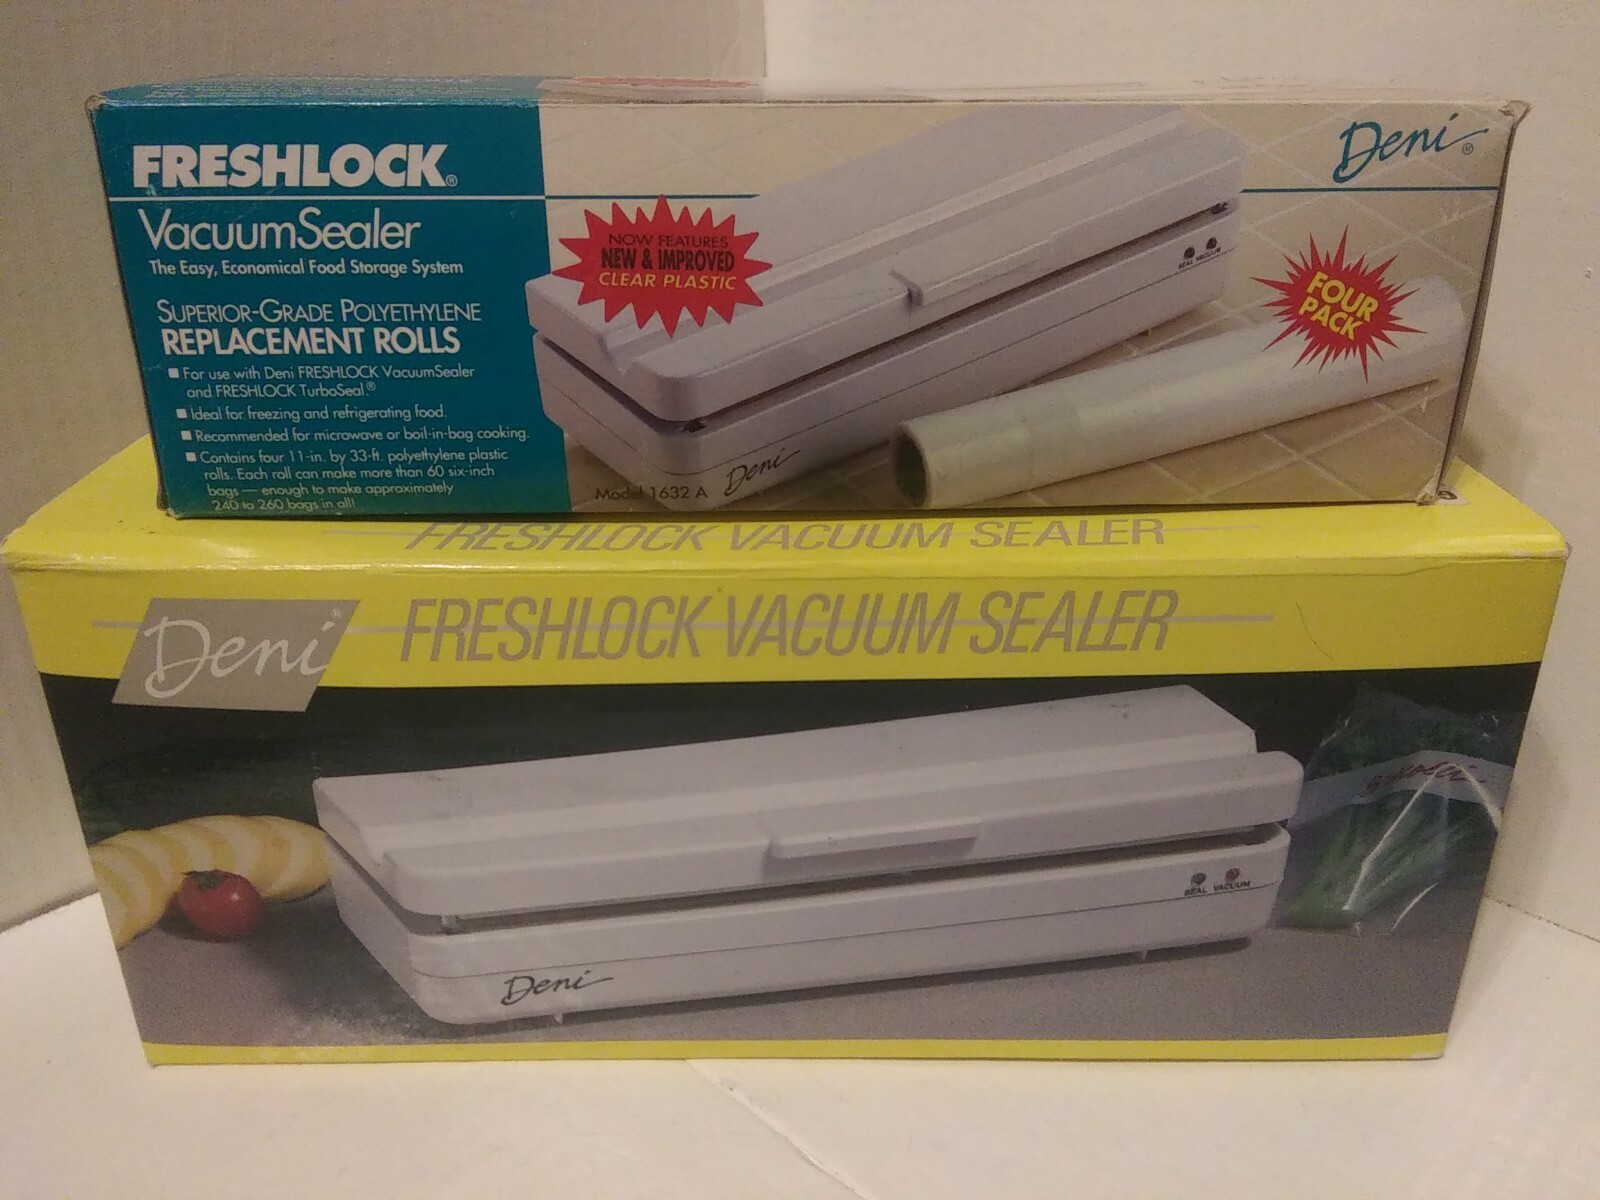 FRESHLOCK®
VacuumSealer
The Easy, Economical Food Storage System
SUPERIOR-GRADE POLYETHYLENE
REPLACEMENT ROLLS
■ For use with Deni FRESHLOCK VacuumSealer
and FRESHLOCK TurboSeal.®
■ Ideal for freezing and refrigerating food.
■ Recommended for microwave or boil-in-bag cooking.
■ Contains four 11-in. by 33-ft. polyethylene plastic
rolls. Each roll can make more than 60 six-inch
bags — enough to make approximately
240 to 260 bags in all!
NOW FEATURES
NEW & IMPROVED
CLEAR PLASTIC
Deni®
SEAL VACUUM
FOUR
PACK
Deni
Model 1632 A
FRESHLOCK VACUUM SEALER
Deni®
FRESHLOCK VACUUM SEALER
Broccoli
SEAL VACUUM
Deni